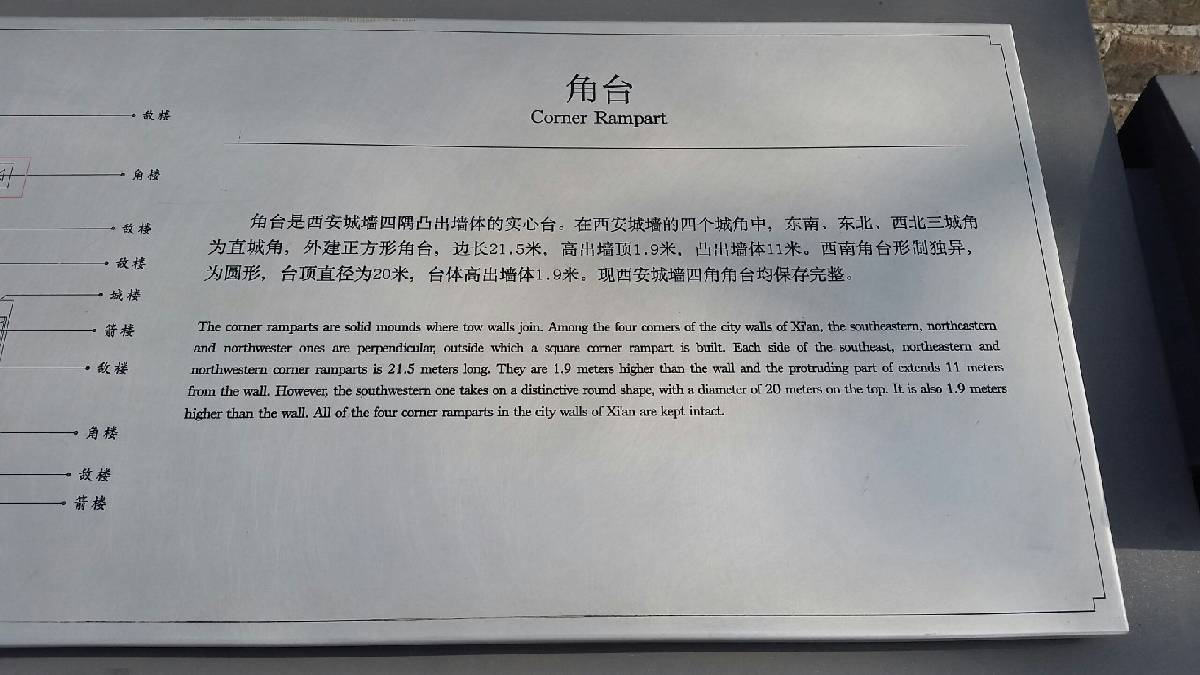 角台
Corner Rampart
角台是西安城墙四隅凸出墙体的实心台。在西安城墙的四个城角中，东南、东北、西北三城角
为直城角，外建正方形角台，边长21.5米，高出墙顶1.9米，凸出墙体11米。西南角台形制独异，
为圆形，台顶直径为20米，台体高出墙体1.9米。现西安城墙四角角台均保存完整。
The corner ramparts are solid mounds where tow walls join. Among the four corners of the city walls of Xi'an, the southeastern, northeastern
and northwester ones are perpendicular, outside which a square corner rampart is built. Each side of the southeast, northeastern and
northwestern corner ramparts is 21.5 meters long. They are 1.9 meters higher than the wall and the protruding part of extends 11 meters
from the wall. However, the southwestern one takes on a distinctive round shape, with a diameter of 20 meters on the top. It is also 1.9 meters
higher than the wall. All of the four corner ramparts in the city walls of Xi'an are kept intact.
敌楼
角楼
敌楼
敌楼
城楼
箭楼
敌楼
角楼
敌楼
箭楼